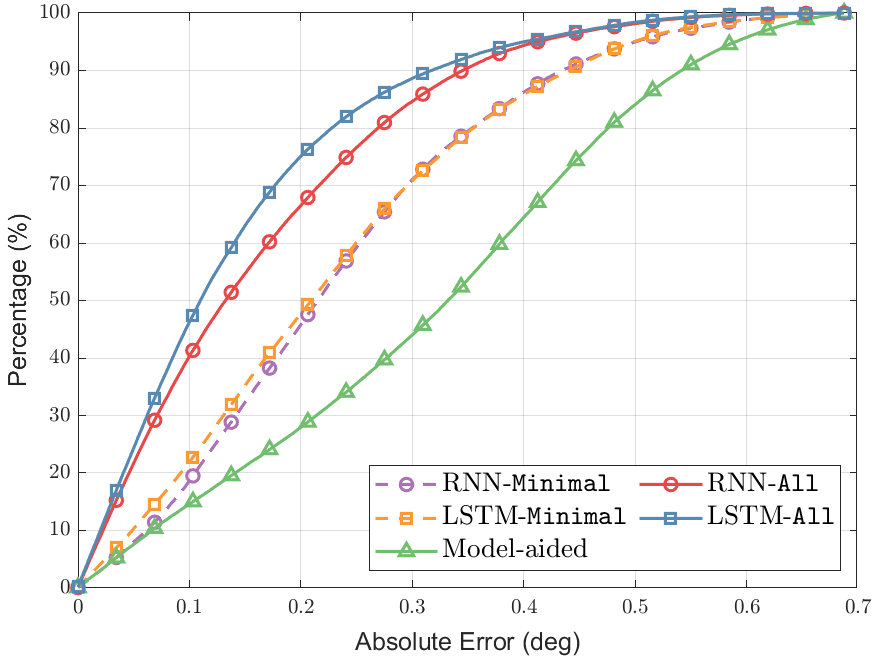 100
90
80
70
60
50
40
30
20
10
0
Percentage (%)
RNN-Minimal RNN-All
LSTM-Minimal LSTM-All
Model-aided
0 0.1 0.2 0.3 0.4 0.5 0.6 0.7
Absolute Error (deg)